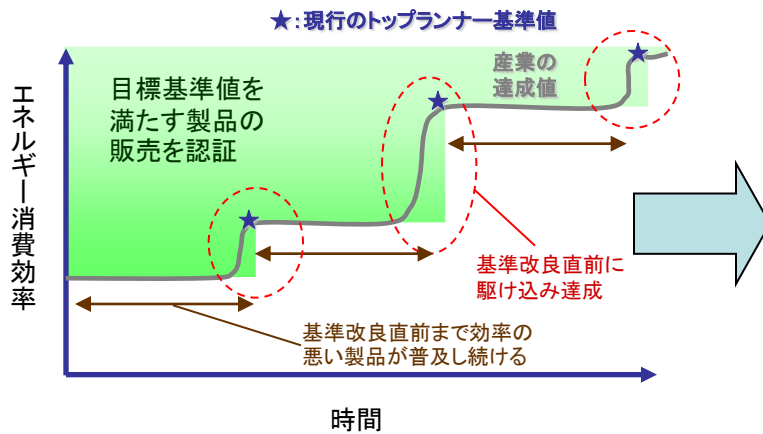 ★:現行のトップランナー基準値
産業の
達成値
目標基準値を
満たす製品の
販売を認証
エネルギー消費効率
基準改良直前に
駆け込み達成
基準改良直前まで効率の
悪い製品が普及し続ける
時間